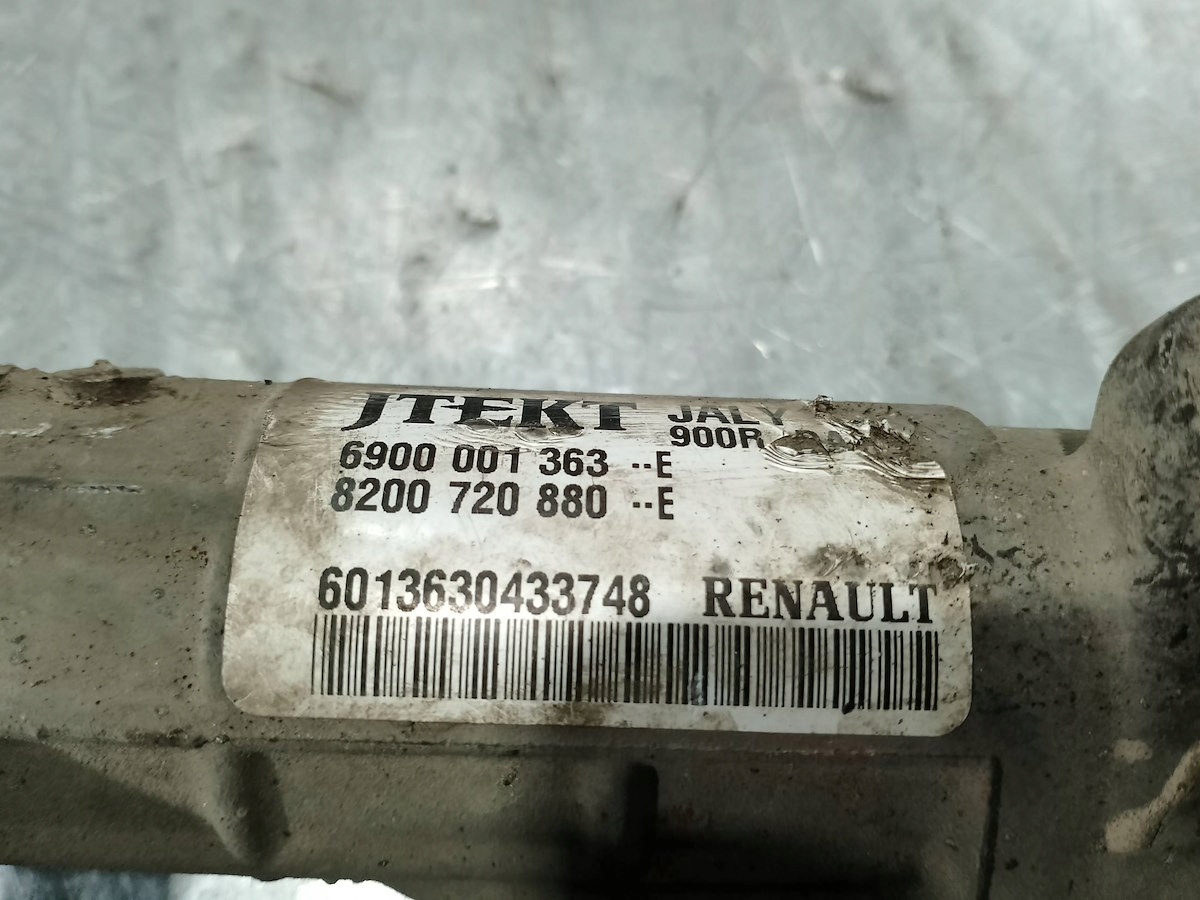 JTEKT JALY
900R
6900 001 363 --E
8200 720 880 --E
6013630433748 RENAULT